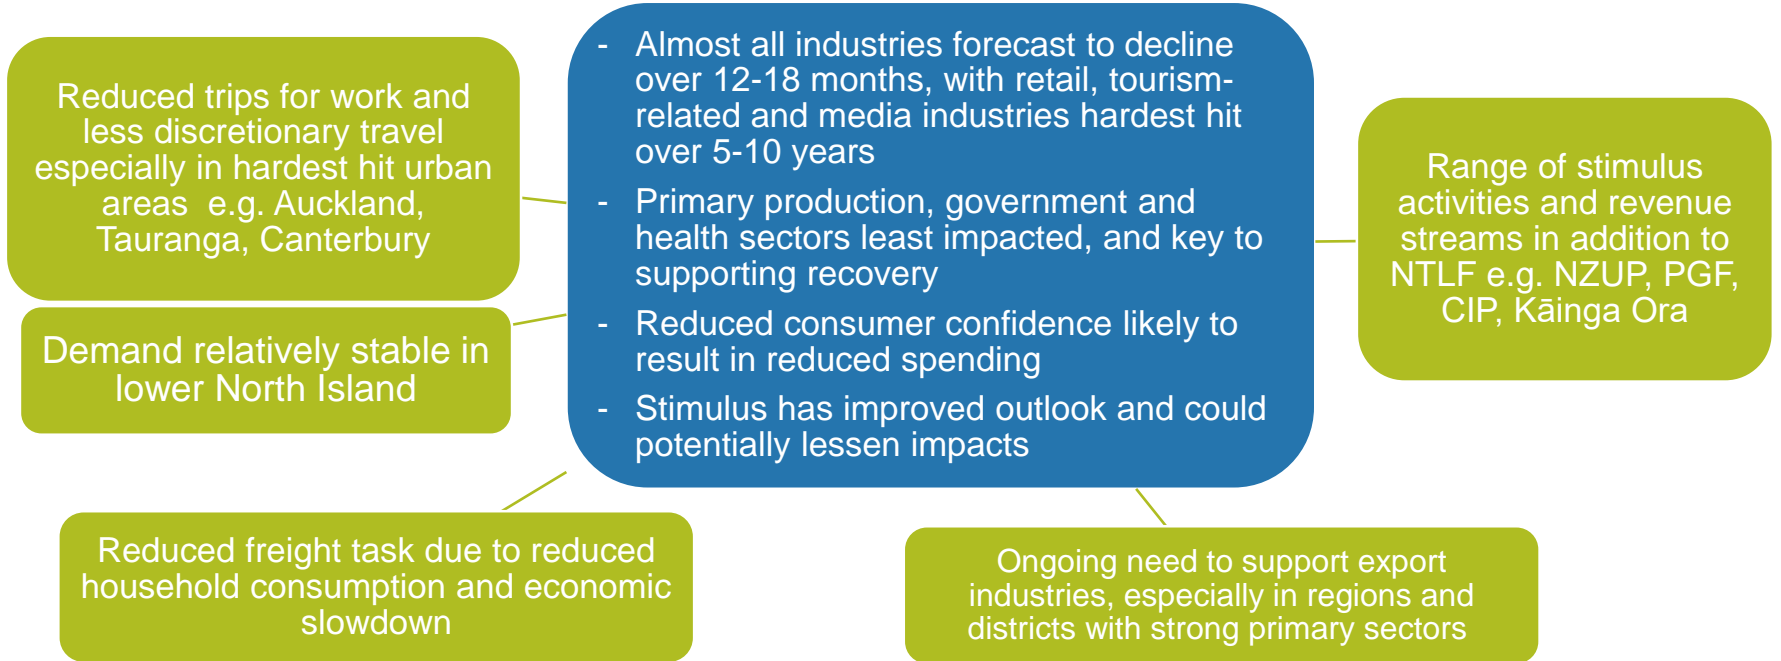 Reduced trips for work and
less discretionary travel
especially in hardest hit urban
areas  e.g. Auckland,
Tauranga, Canterbury
Demand relatively stable in
lower North Island
- Almost all industries forecast to decline
over 12-18 months, with retail, tourism-
related and media industries hardest hit
over 5-10 years
- Primary production, government and
health sectors least impacted, and key to
supporting recovery
- Reduced consumer confidence likely to
result in reduced spending
- Stimulus has improved outlook and could
potentially lessen impacts
Range of stimulus
activities and revenue
streams in addition to
NTLF e.g. NZUP, PGF,
CIP, Kāinga Ora
Reduced freight task due to reduced
household consumption and economic
slowdown
Ongoing need to support export
industries, especially in regions and
districts with strong primary sectors